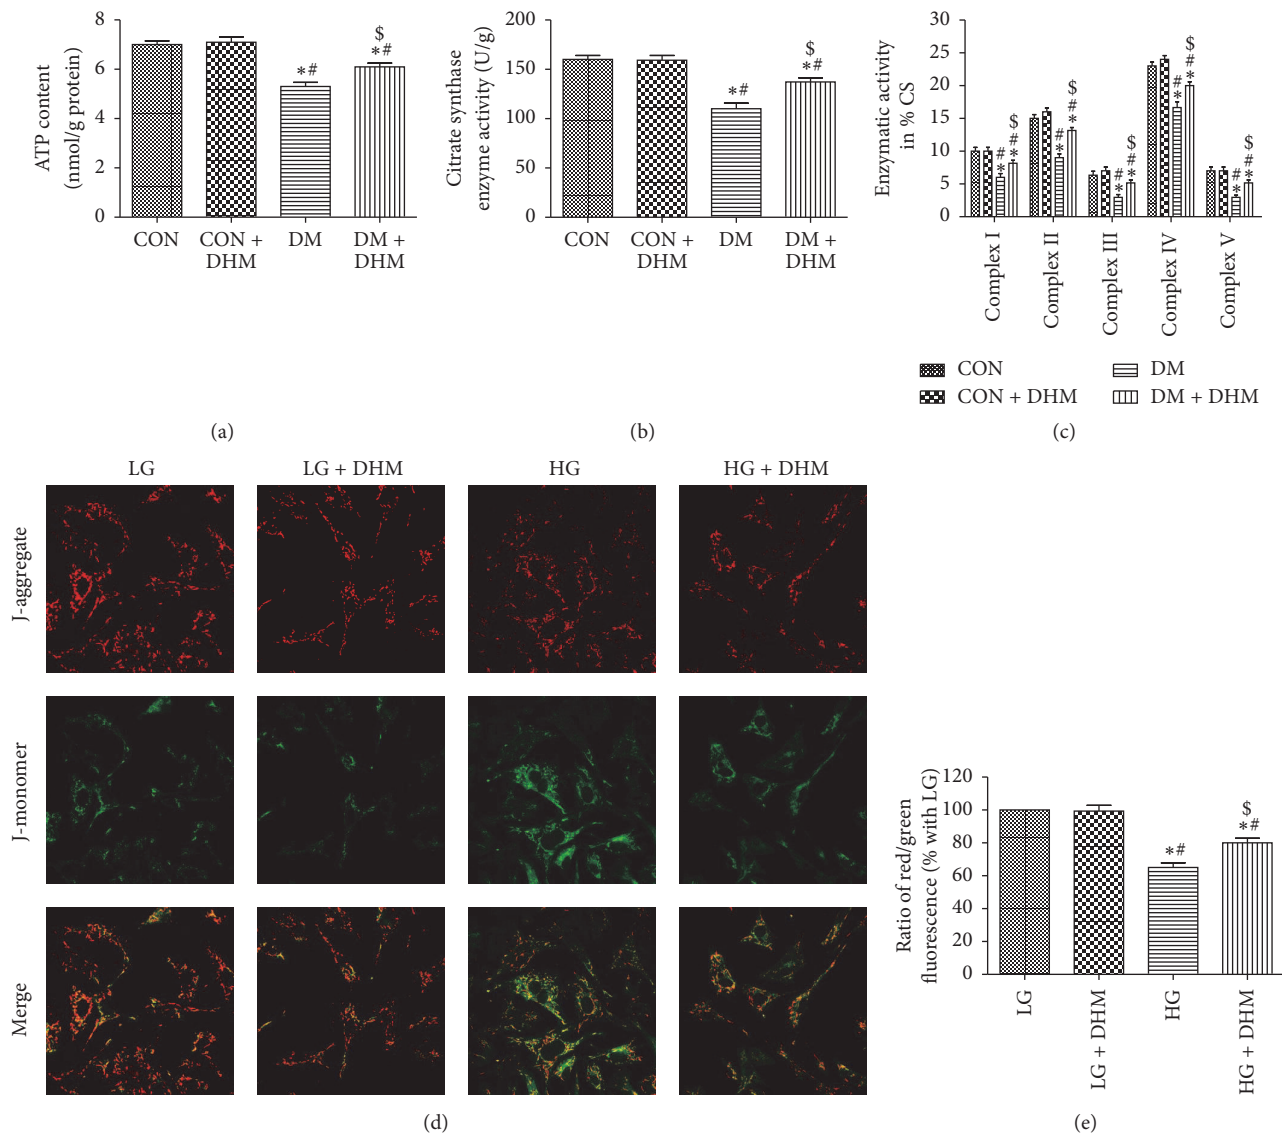 ATP content
(nmol/g protein)
8
6
4
2
0
*#
$
*#
CON
CON +
DHM
DM
DM +
DHM
(a)
Citrate synthase
enzyme activity (U/g)
200
150
100
50
0
*#
$
*#
CON
CON +
DHM
DM
DM +
DHM
(b)
Enzymatic activity
in % CS
30
25
20
15
10
5
0
#
*
$
#
*
#
*
$
#
*
#
*
$
#
*
#
*
$
#
*
#
*
$
#
*
Complex I
Complex II
Complex III
Complex IV
Complex V
CON
DM
CON + DHM
DM + DHM
(c)
LG
LG + DHM
HG
HG + DHM
J-aggregate
J-monomer
Merge
(d)
Ratio of red/green
fluorescence (% with LG)
120
100
80
60
40
20
0
*#
$
*#
LG
LG + DHM
HG
HG + DHM
(e)